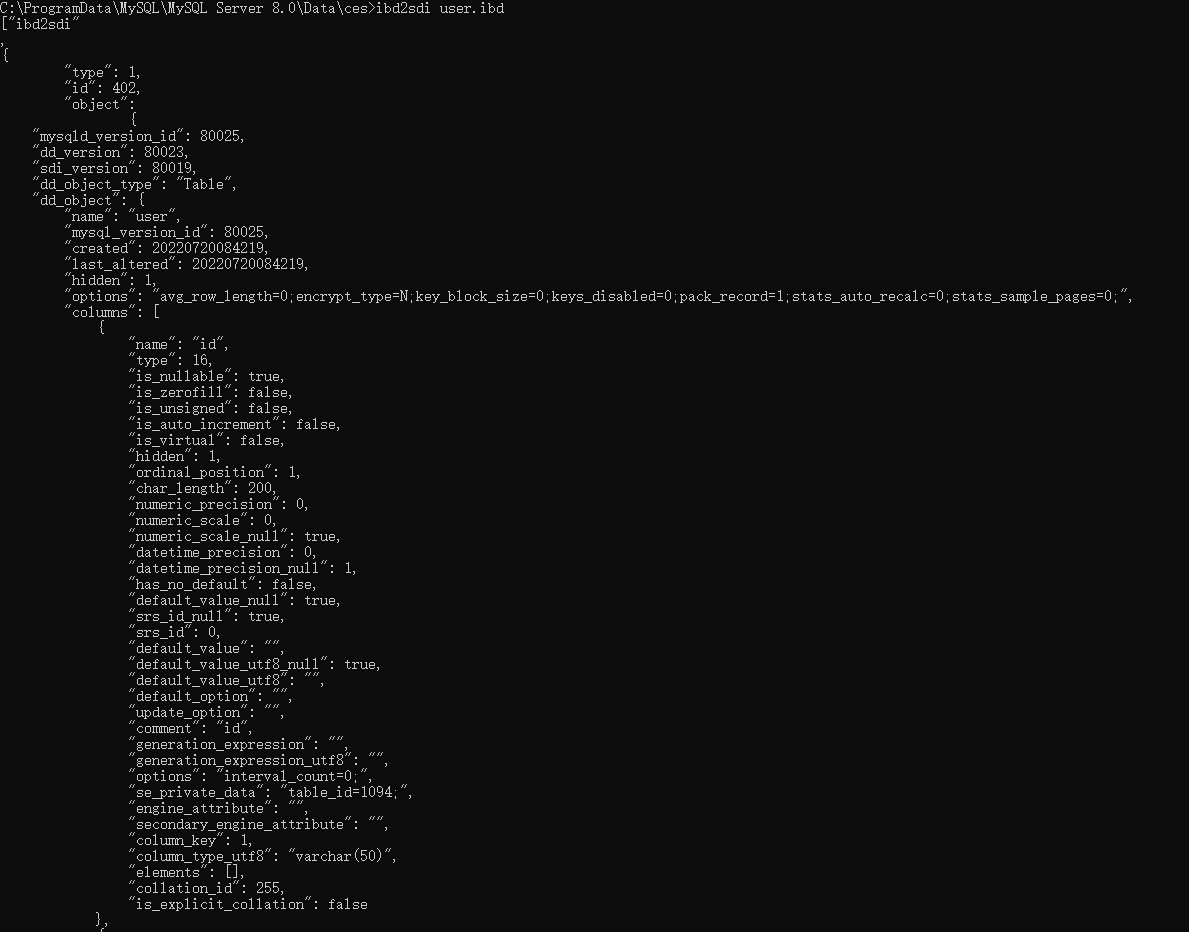 C:\ProgramData\MySQL\MySQL Server 8.0\Data\ces>ibd2sdi user.ibd
["ibd2sdi"
,
{
        "type": 1,
        "id": 402,
        "object":
                {
    "mysqld_version_id": 80025,
    "dd_version": 80023,
    "sdi_version": 80019,
    "dd_object_type": "Table",
    "dd_object": {
        "name": "user",
        "mysql_version_id": 80025,
        "created": 20220720084219,
        "last_altered": 20220720084219,
        "hidden": 1,
        "options": "avg_row_length=0;encrypt_type=N;key_block_size=0;keys_disabled=0;pack_record=1;stats_auto_recalc=0;stats_sample_pages=0;",
        "columns": [
            {
                "name": "id",
                "type": 16,
                "is_nullable": true,
                "is_zerofill": false,
                "is_unsigned": false,
                "is_auto_increment": false,
                "is_virtual": false,
                "hidden": 1,
                "ordinal_position": 1,
                "char_length": 200,
                "numeric_precision": 0,
                "numeric_scale": 0,
                "numeric_scale_null": true,
                "datetime_precision": 0,
                "datetime_precision_null": 1,
                "has_no_default": false,
                "default_value_null": true,
                "srs_id_null": true,
                "srs_id": 0,
                "default_value": "",
                "default_value_utf8_null": true,
                "default_value_utf8": "",
                "default_option": "",
                "update_option": "",
                "comment": "id",
                "generation_expression": "",
                "generation_expression_utf8": "",
                "options": "interval_count=0;",
                "se_private_data": "table_id=1094;",
                "engine_attribute": "",
                "secondary_engine_attribute": "",
                "column_key": 1,
                "column_type_utf8": "varchar(50)",
                "elements": [],
                "collation_id": 255,
                "is_explicit_collation": false
            },
            {